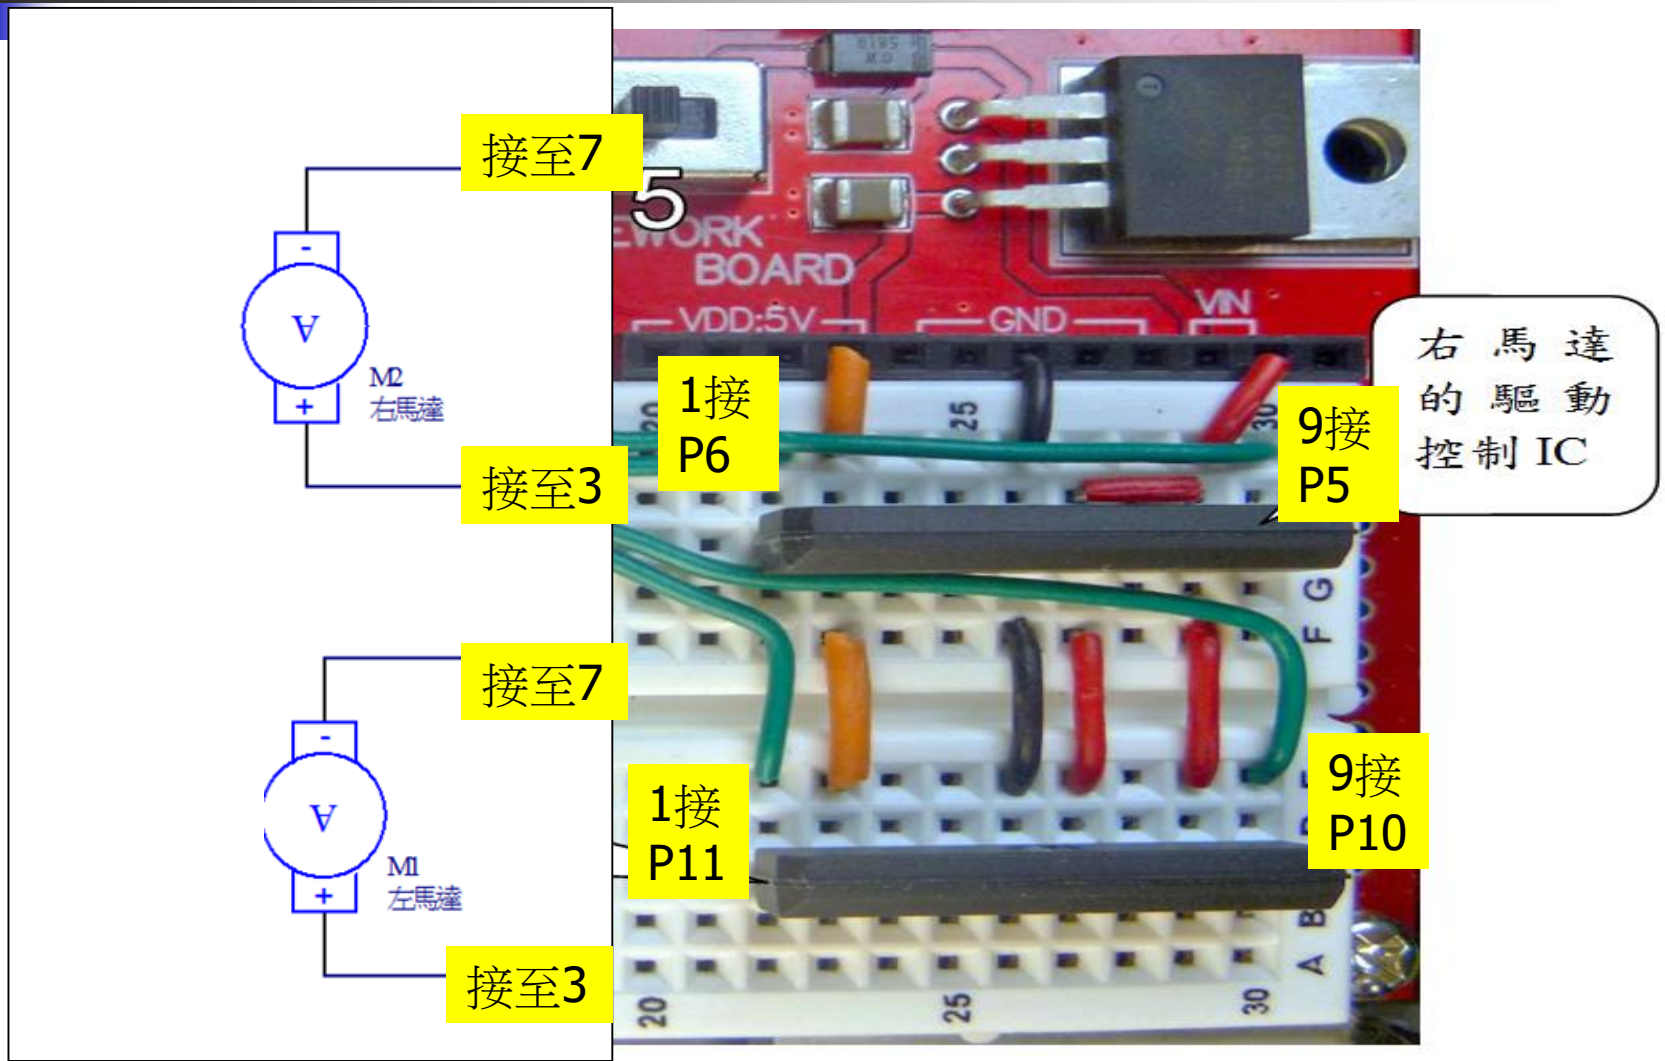 接至7
5
EWORK
BOARD
VDD:5V
GND
VIN
M2
右馬達
+
-
A
1接
P6
20
25
30
9接
P5
右馬達
的驅動
控制 IC
接至3
G
F
接至7
-
A
M1
左馬達
+
1接
P11
9接
P10
接至3
B
A
20
25
30